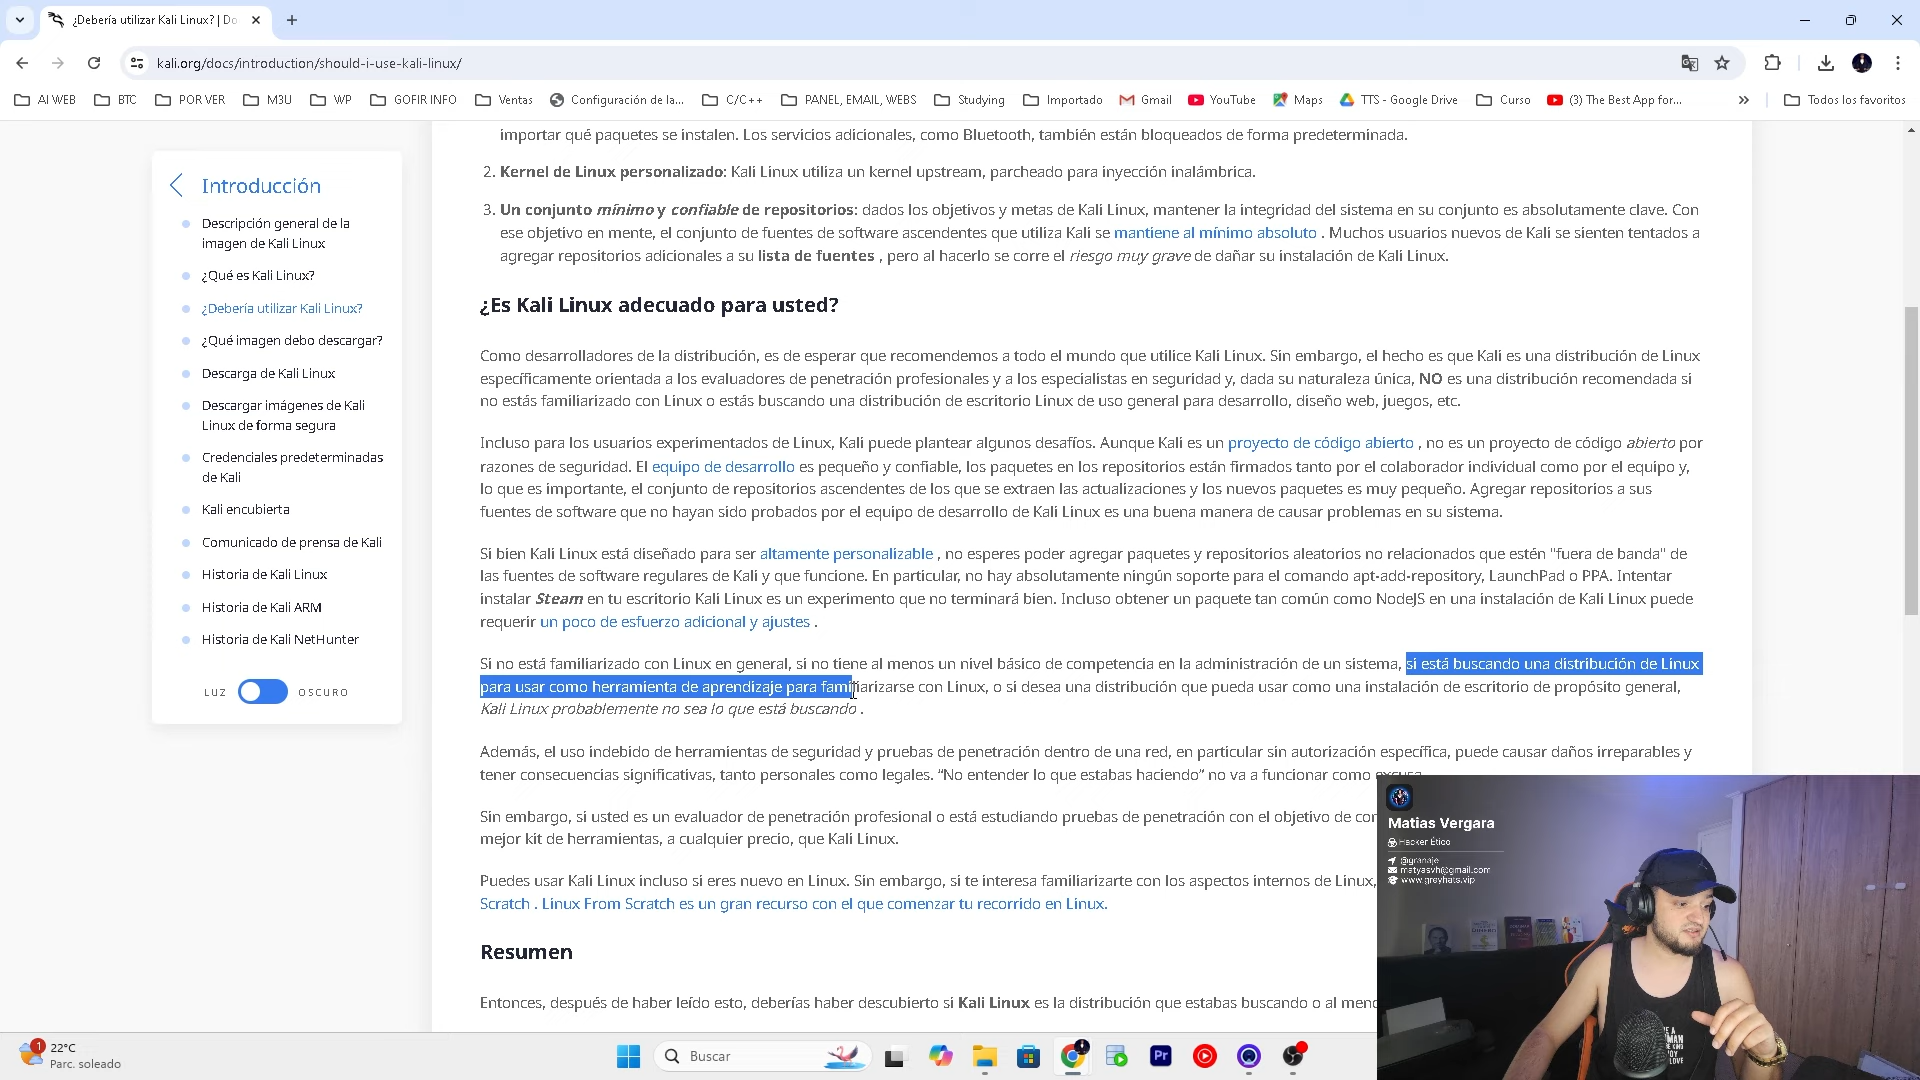 ¿Debería utilizar Kali Linux? | Do
kali.org/docs/introduction/should-i-use-kali-linux/
AI WEB
BTC
POR VER
M3U
WP
GOFIR INFO
Ventas
Configuración de la...
C/C++
PANEL, EMAIL, WEBS
Studying
Importado
Gmail
YouTube
Maps
TTS - Google Drive
Curso
(3) The Best App for...
»
Todos los favoritos
Introducción
Descripción general de la
imagen de Kali Linux
¿Qué es Kali Linux?
¿Debería utilizar Kali Linux?
¿Qué imagen debo descargar?
Descarga de Kali Linux
Descargar imágenes de Kali
Linux de forma segura
Credenciales predeterminadas
de Kali
Kali encubierta
Comunicado de prensa de Kali
Historia de Kali Linux
Historia de Kali ARM
Historia de Kali NetHunter
LUZ OSCURO
importar qué paquetes se instalen. Los servicios adicionales, como Bluetooth, también están bloqueados de forma predeterminada.
2. Kernel de Linux personalizado: Kali Linux utiliza un kernel upstream, parcheado para inyección inalámbrica.
3. Un conjunto mínimo y confiable de repositorios: dados los objetivos y metas de Kali Linux, mantener la integridad del sistema en su conjunto es absolutamente clave. Con
ese objetivo en mente, el conjunto de fuentes de software ascendentes que utiliza Kali se mantiene al mínimo absoluto . Muchos usuarios nuevos de Kali se sienten tentados a
agregar repositorios adicionales a su lista de fuentes , pero al hacerlo se corre el riesgo muy grave de dañar su instalación de Kali Linux.
¿Es Kali Linux adecuado para usted?
Como desarrolladores de la distribución, es de esperar que recomendemos a todo el mundo que utilice Kali Linux. Sin embargo, el hecho es que Kali es una distribución de Linux
específicamente orientada a los evaluadores de penetración profesionales y a los especialistas en seguridad y, dada su naturaleza única, NO es una distribución recomendada si
no estás familiarizado con Linux o estás buscando una distribución de escritorio Linux de uso general para desarrollo, diseño web, juegos, etc.
Incluso para los usuarios experimentados de Linux, Kali puede plantear algunos desafíos. Aunque Kali es un proyecto de código abierto , no es un proyecto de código abierto por
razones de seguridad. El equipo de desarrollo es pequeño y confiable, los paquetes en los repositorios están firmados tanto por el colaborador individual como por el equipo y,
lo que es importante, el conjunto de repositorios ascendentes de los que se extraen las actualizaciones y los nuevos paquetes es muy pequeño. Agregar repositorios a sus
fuentes de software que no hayan sido probados por el equipo de desarrollo de Kali Linux es una buena manera de causar problemas en su sistema.
Si bien Kali Linux está diseñado para ser altamente personalizable , no esperes poder agregar paquetes y repositorios aleatorios no relacionados que estén "fuera de banda" de
las fuentes de software regulares de Kali y que funcione. En particular, no hay absolutamente ningún soporte para el comando apt-add-repository, LaunchPad o PPA. Intentar
instalar Steam en tu escritorio Kali Linux es un experimento que no terminará bien. Incluso obtener un paquete tan común como NodeJS en una instalación de Kali Linux puede
requerir un poco de esfuerzo adicional y ajustes .
Si no está familiarizado con Linux en general, si no tiene al menos un nivel básico de competencia en la administración de un sistema, si está buscando una distribución de Linux
para usar como herramienta de aprendizaje para familiarizarse con Linux, o si desea una distribución que pueda usar como una instalación de escritorio de propósito general,
Kali Linux probablemente no sea lo que está buscando .
Además, el uso indebido de herramientas de seguridad y pruebas de penetración dentro de una red, en particular sin autorización específica, puede causar daños irreparables y
tener consecuencias significativas, tanto personales como legales. “No entender lo que estabas haciendo” no va a funcionar como excusa
Sin embargo, si usted es un evaluador de penetración profesional o está estudiando pruebas de penetración con el objetivo de con
mejor kit de herramientas, a cualquier precio, que Kali Linux.
Puedes usar Kali Linux incluso si eres nuevo en Linux. Sin embargo, si te interesa familiarizarte con los aspectos internos de Linux,
Scratch . Linux From Scratch es un gran recurso con el que comenzar tu recorrido en Linux.
Resumen
Entonces, después de haber leído esto, deberías haber descubierto si Kali Linux es la distribución que estabas buscando o al meno
Matias Vergara
Hacker Ético
@granaje
matyasvh@gmail.com
www.greyhats.vip
1
22°C
Parc. soleado
Buscar
Pr